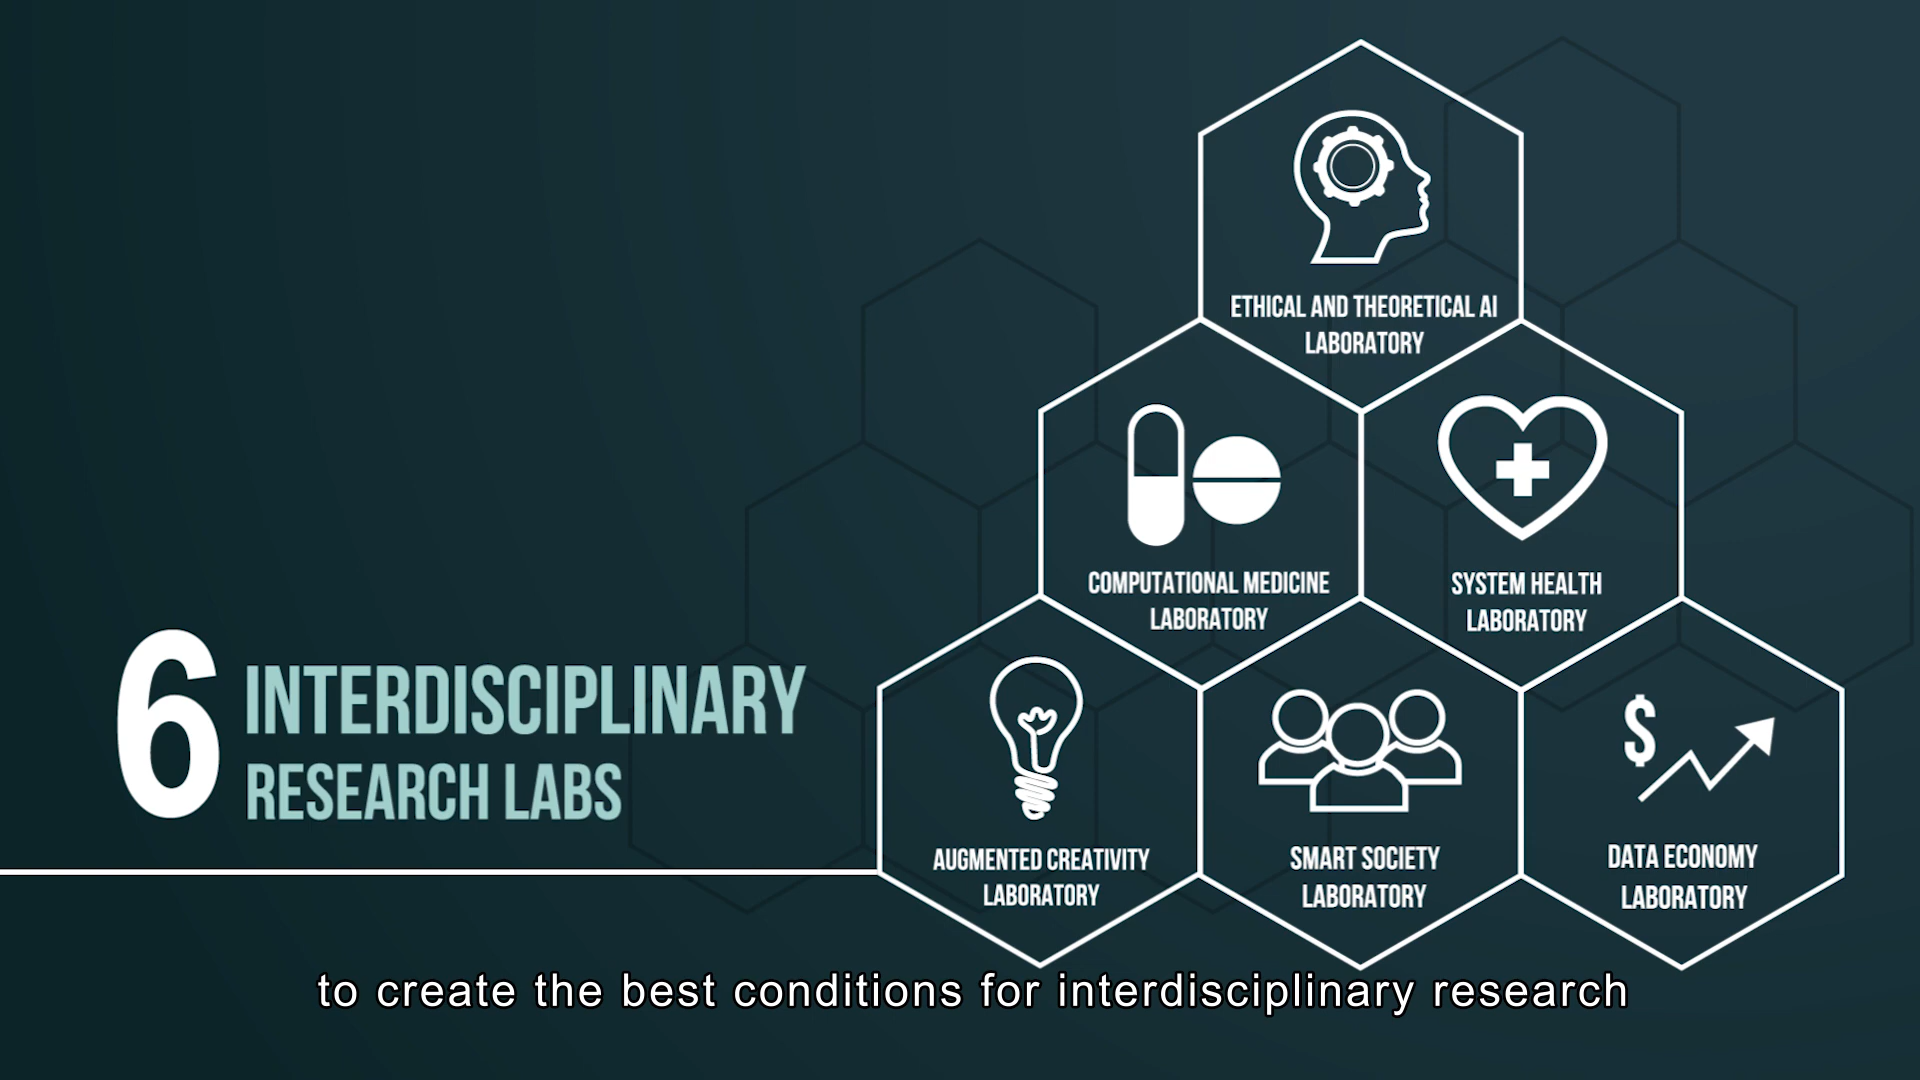 ETHICAL AND THEORETICAL AI
LABORATORY
COMPUTATIONAL MEDICINE
LABORATORY
SYSTEM HEALTH
LABORATORY
6 INTERDISCIPLINARY
RESEARCH LABS
AUGMENTED CREATIVITY
LABORATORY
SMART SOCIETY
LABORATORY
$
DATA ECONOMY
LABORATORY
to create the best conditions for interdisciplinary research